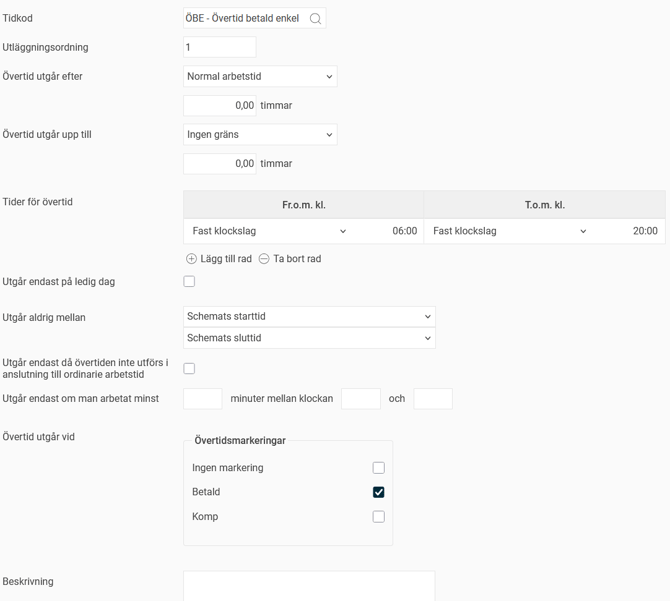 Tidkod ÖBE - Övertid betald enkel
Utläggningsordning 1
Övertid utgår efter Normal arbetstid
0,00 timmar
Övertid utgår upp till Ingen gräns
0,00 timmar
Tider för övertid Fr.o.m. kl. T.o.m. kl.
Fast klockslag 06:00 Fast klockslag 20:00
Lägg till rad Ta bort rad
Utgår endast på ledig dag
Utgår aldrig mellan Schemats starttid
Schemats sluttid
Utgår endast då övertiden inte utförs i
anslutning till ordinarie arbetstid
Utgår endast om man arbetat minst minuter mellan klockan och
Övertid utgår vid Övertidsmarkeringar
Ingen markering
Betald
Komp
Beskrivning